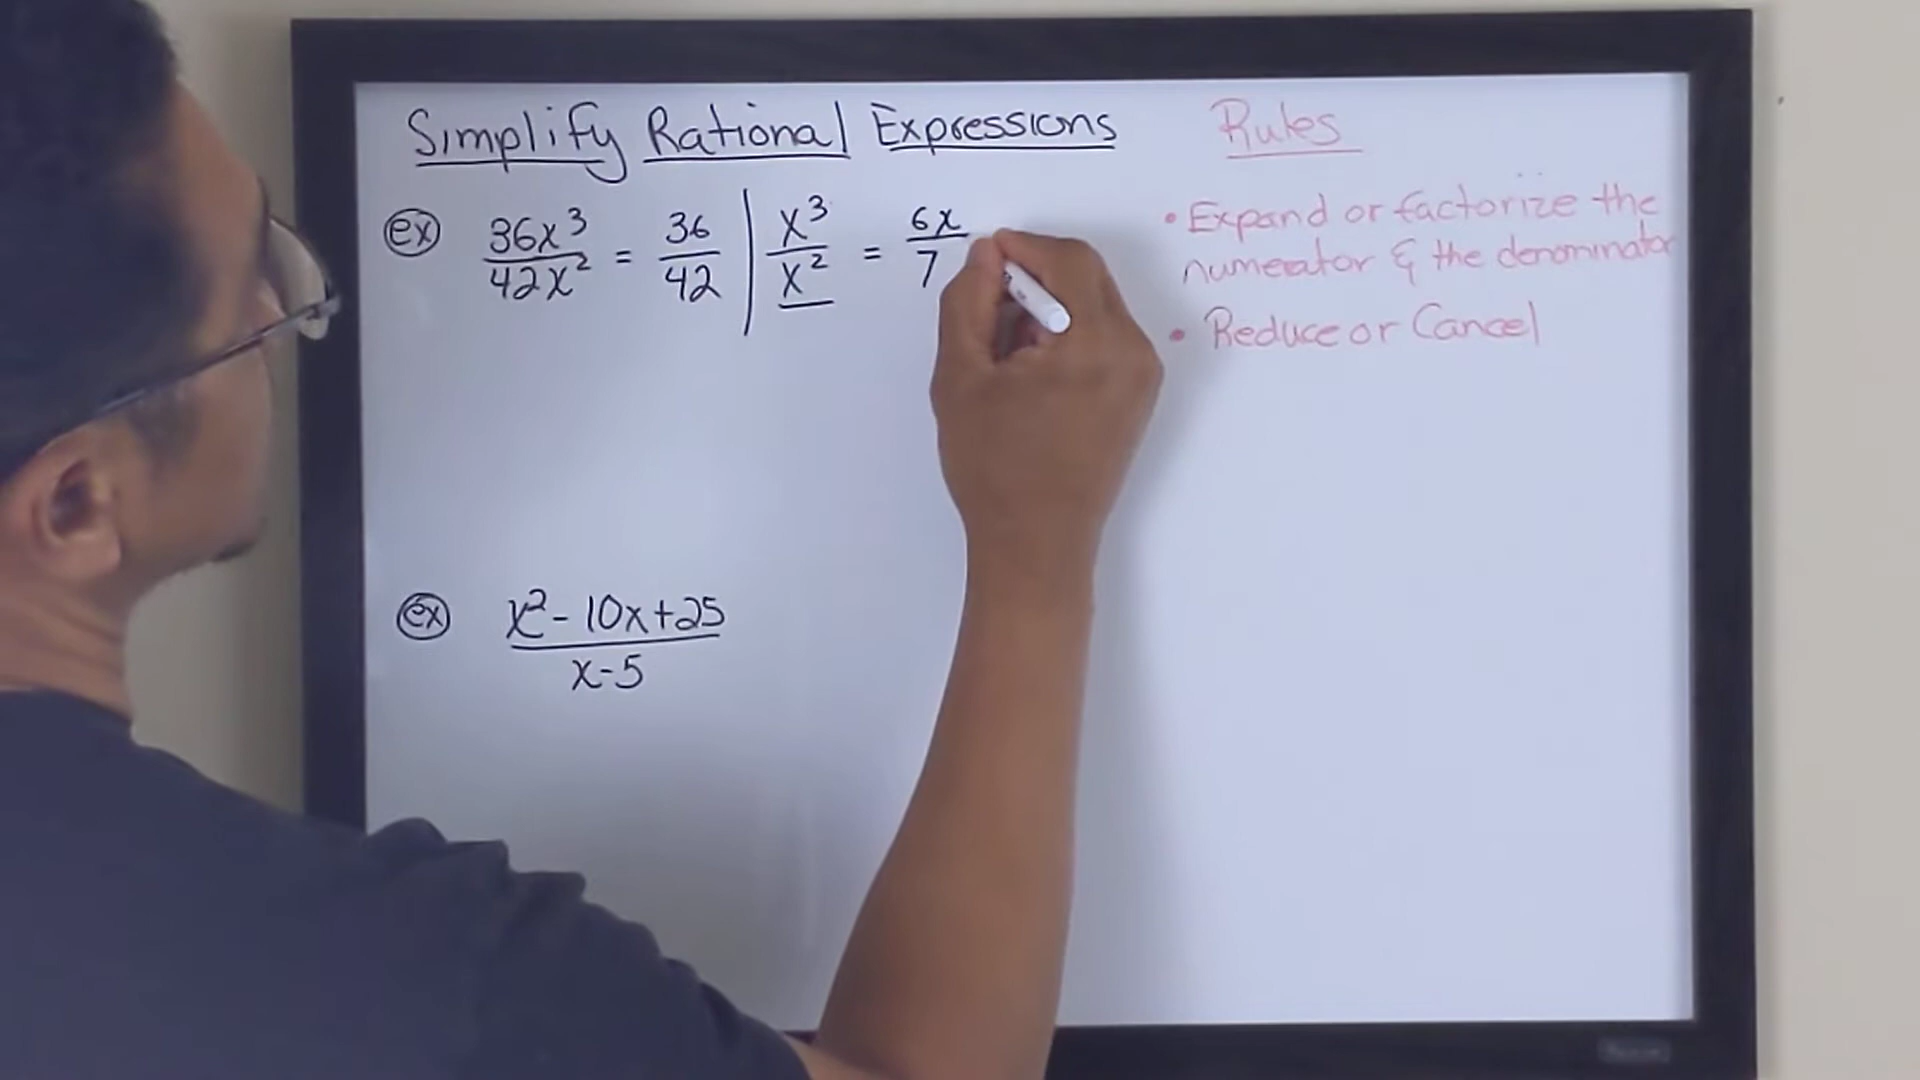 Simplify Rational Expressions
ex 36x³/42x² = 36/42 | x³/x² = 6x/7
ex x²-10x+25/x-5
Rules
• Expand or factorize the
numerator & the denominator
• Reduce or Cancel